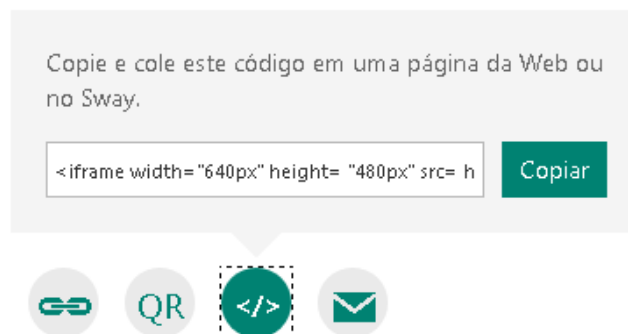 Copie e cole este código em uma página da Web ou
no Sway.
<iframe width="640px" height= "480px" src= h
Copiar
QR
</>